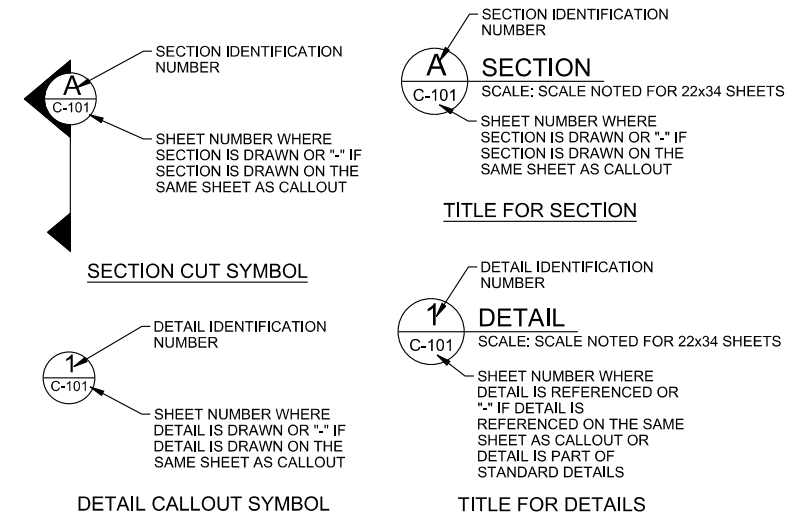 SECTION IDENTIFICATION
NUMBER
A
C-101
SHEET NUMBER WHERE
SECTION IS DRAWN OR "-" IF
SECTION IS DRAWN ON THE
SAME SHEET AS CALLOUT
SECTION CUT SYMBOL
SECTION IDENTIFICATION
NUMBER
A
SECTION
C-101
SCALE: SCALE NOTED FOR 22x34 SHEETS
SHEET NUMBER WHERE
SECTION IS DRAWN OR "-" IF
SECTION IS DRAWN ON THE
SAME SHEET AS CALLOUT
TITLE FOR SECTION
DETAIL IDENTIFICATION
NUMBER
1
C-101
SHEET NUMBER WHERE
DETAIL IS DRAWN OR "-" IF
DETAIL IS DRAWN ON THE
SAME SHEET AS CALLOUT
DETAIL CALLOUT SYMBOL
DETAIL IDENTIFICATION
NUMBER
1
DETAIL
C-101
SCALE: SCALE NOTED FOR 22x34 SHEETS
SHEET NUMBER WHERE
DETAIL IS REFERENCED OR
"-" IF DETAIL IS
REFERENCED ON THE SAME
SHEET AS CALLOUT OR
DETAIL IS PART OF
STANDARD DETAILS
TITLE FOR DETAILS